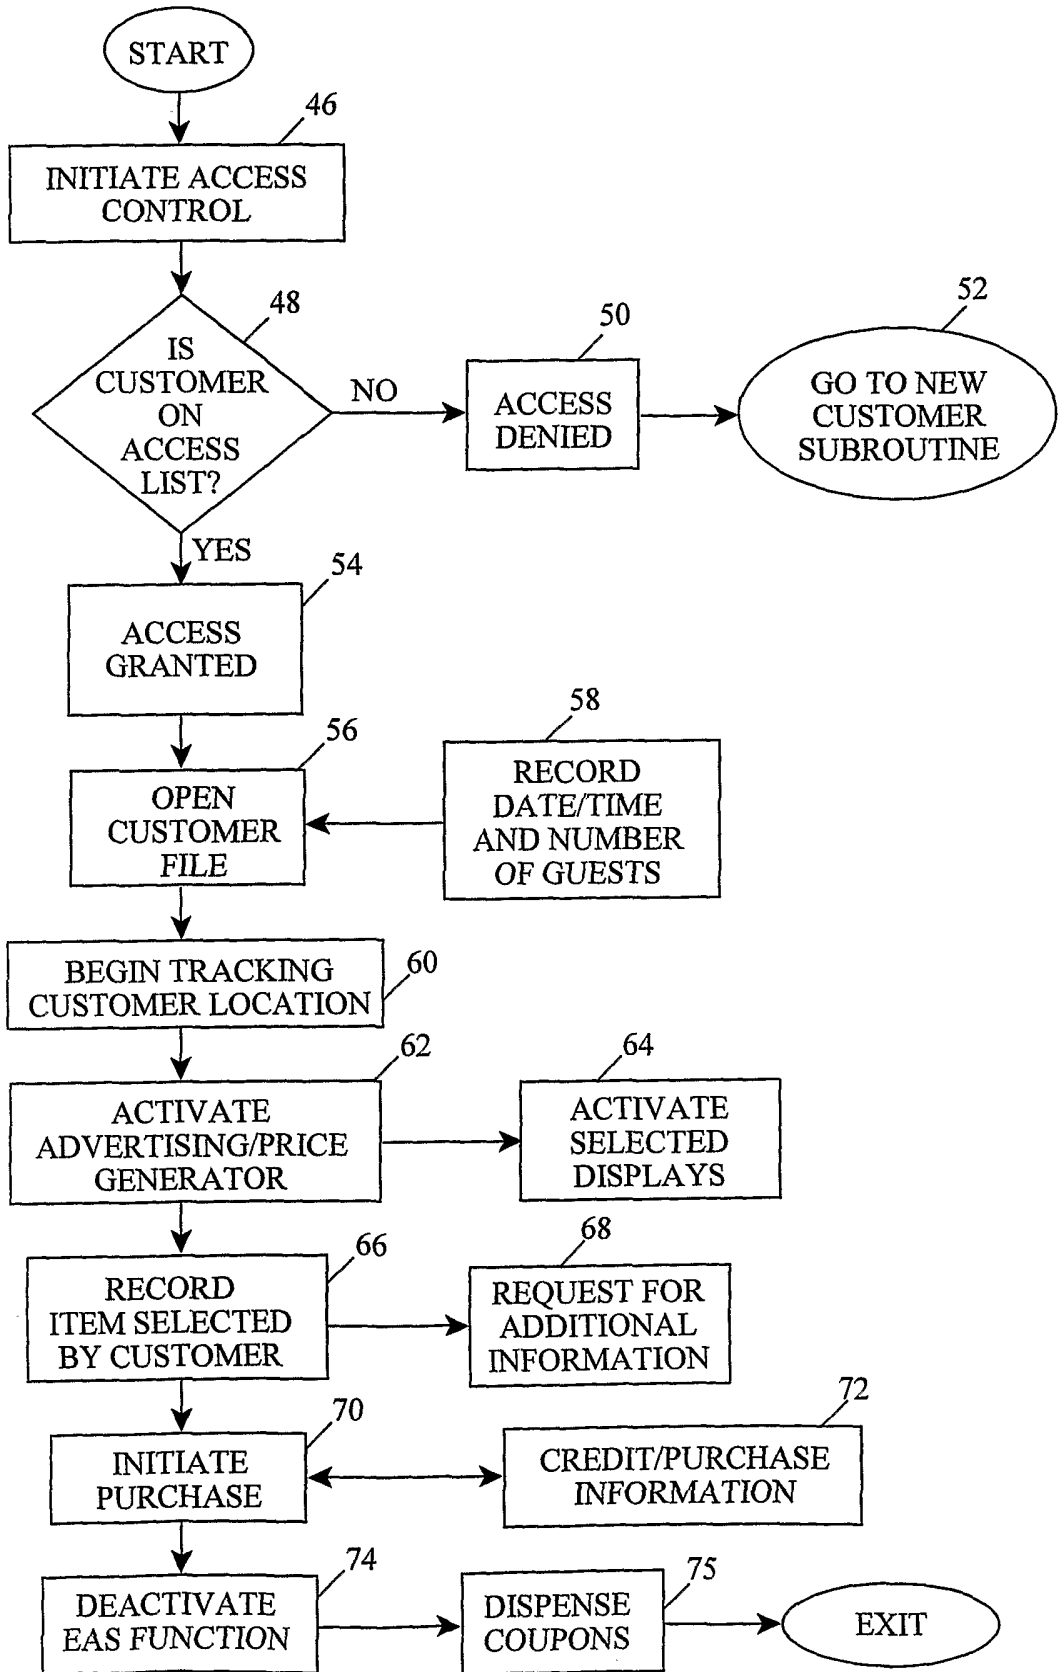 START
46
INITIATE ACCESS
CONTROL
48
IS
CUSTOMER
ON
ACCESS
LIST?
NO
50
ACCESS
DENIED
52
GO TO NEW
CUSTOMER
SUBROUTINE
YES
54
ACCESS
GRANTED
56
OPEN
CUSTOMER
FILE
58
RECORD
DATE/TIME
AND NUMBER
OF GUESTS
60
BEGIN TRACKING
CUSTOMER LOCATION
62
ACTIVATE
ADVERTISING/PRICE
GENERATOR
64
ACTIVATE
SELECTED
DISPLAYS
66
RECORD
ITEM SELECTED
BY CUSTOMER
68
REQUEST FOR
ADDITIONAL
INFORMATION
70
INITIATE
PURCHASE
72
CREDIT/PURCHASE
INFORMATION
74
DEACTIVATE
EAS FUNCTION
75
DISPENSE
COUPONS
EXIT